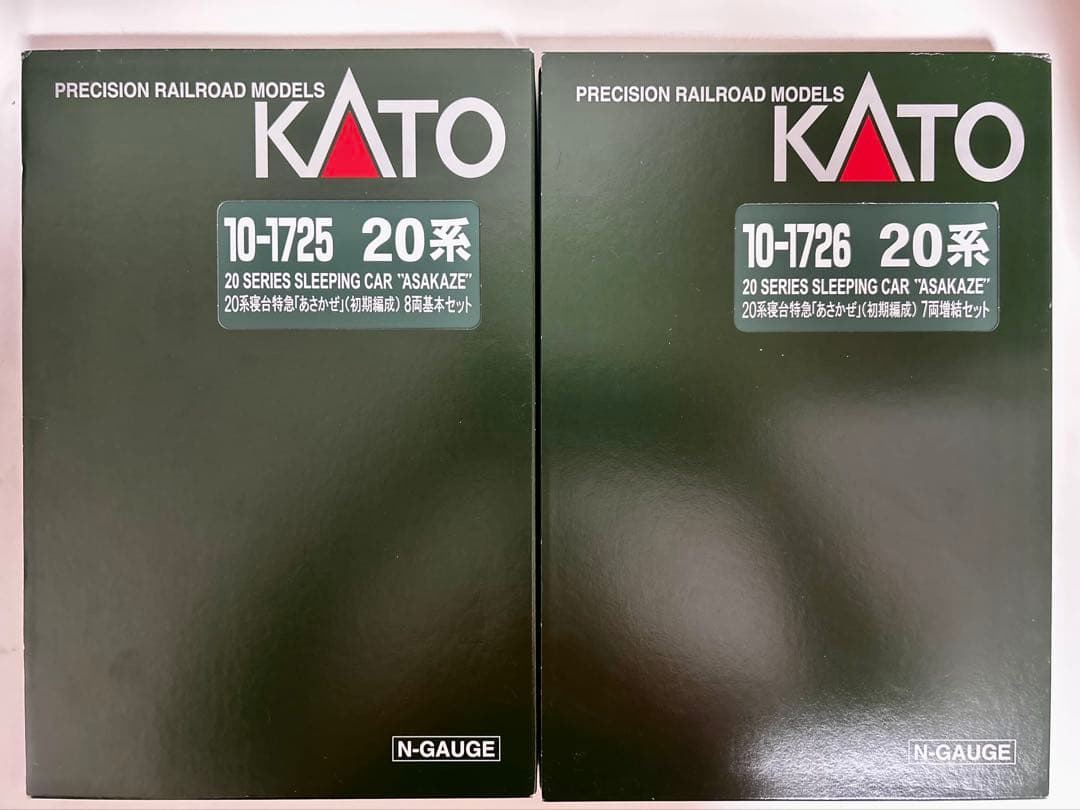 PRECISION RAILROAD MODELS
KATO
10-1725 20系
20 SERIES SLEEPING CAR "ASAKAZE"
20系寝台特急「あさかぜ」(初期編成) 8両基本セット
N-GAUGE
PRECISION RAILROAD MODELS
KATO
10-1726 20系
20 SERIES SLEEPING CAR "ASAKAZE"
20系寝台特急「あさかぜ」(初期編成) 7両増結セット
N-GAUGE